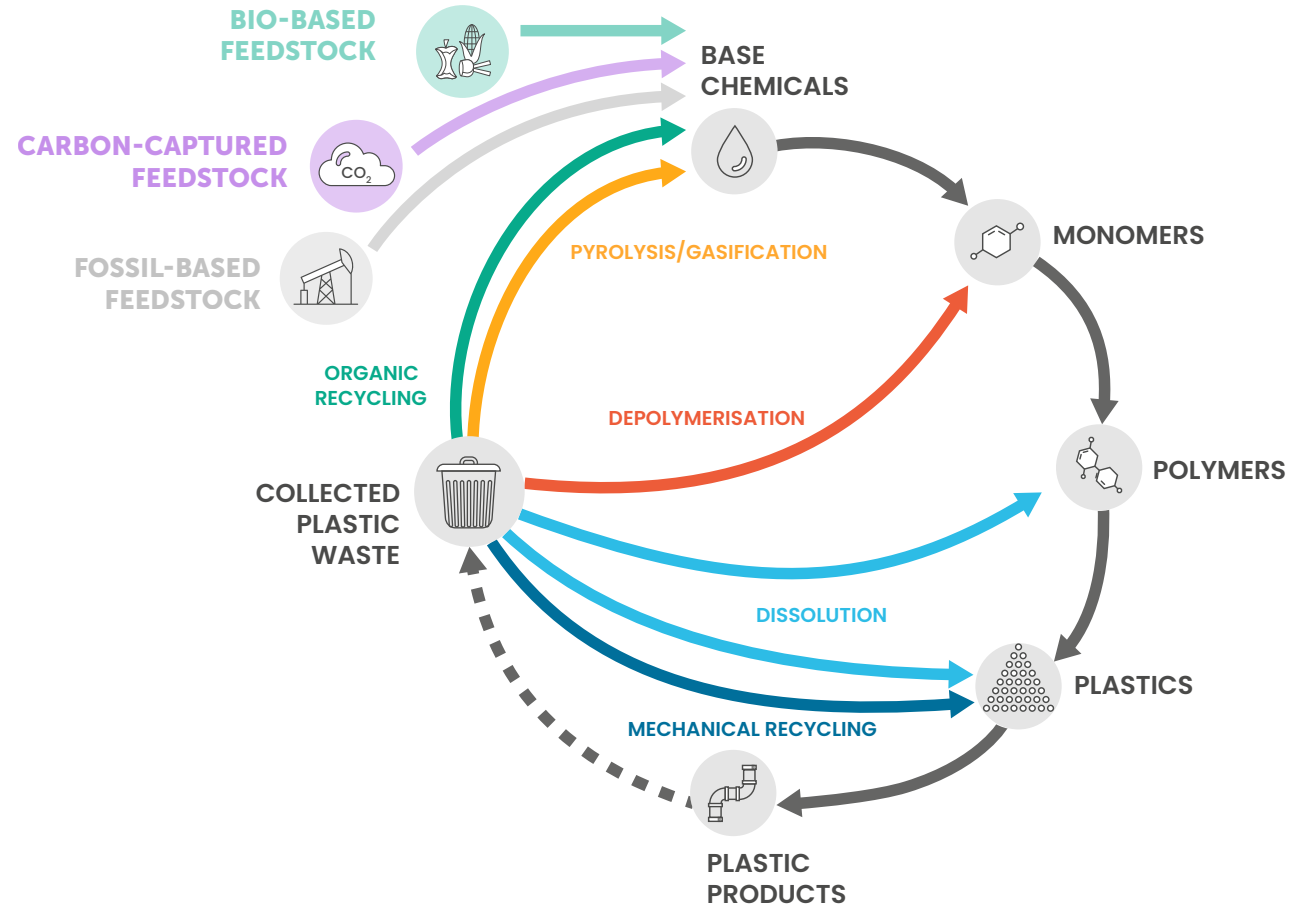 BIO-BASED
FEEDSTOCK
BASE
CHEMICALS
CARBON-CAPTURED
FEEDSTOCK
CO2
MONOMERS
PYROLYSIS/GASIFICATION
FOSSIL-BASED
FEEDSTOCK
ORGANIC
RECYCLING
DEPOLYMERISATION
POLYMERS
COLLECTED
PLASTIC
WASTE
DISSOLUTION
PLASTICS
MECHANICAL RECYCLING
PLASTIC
PRODUCTS